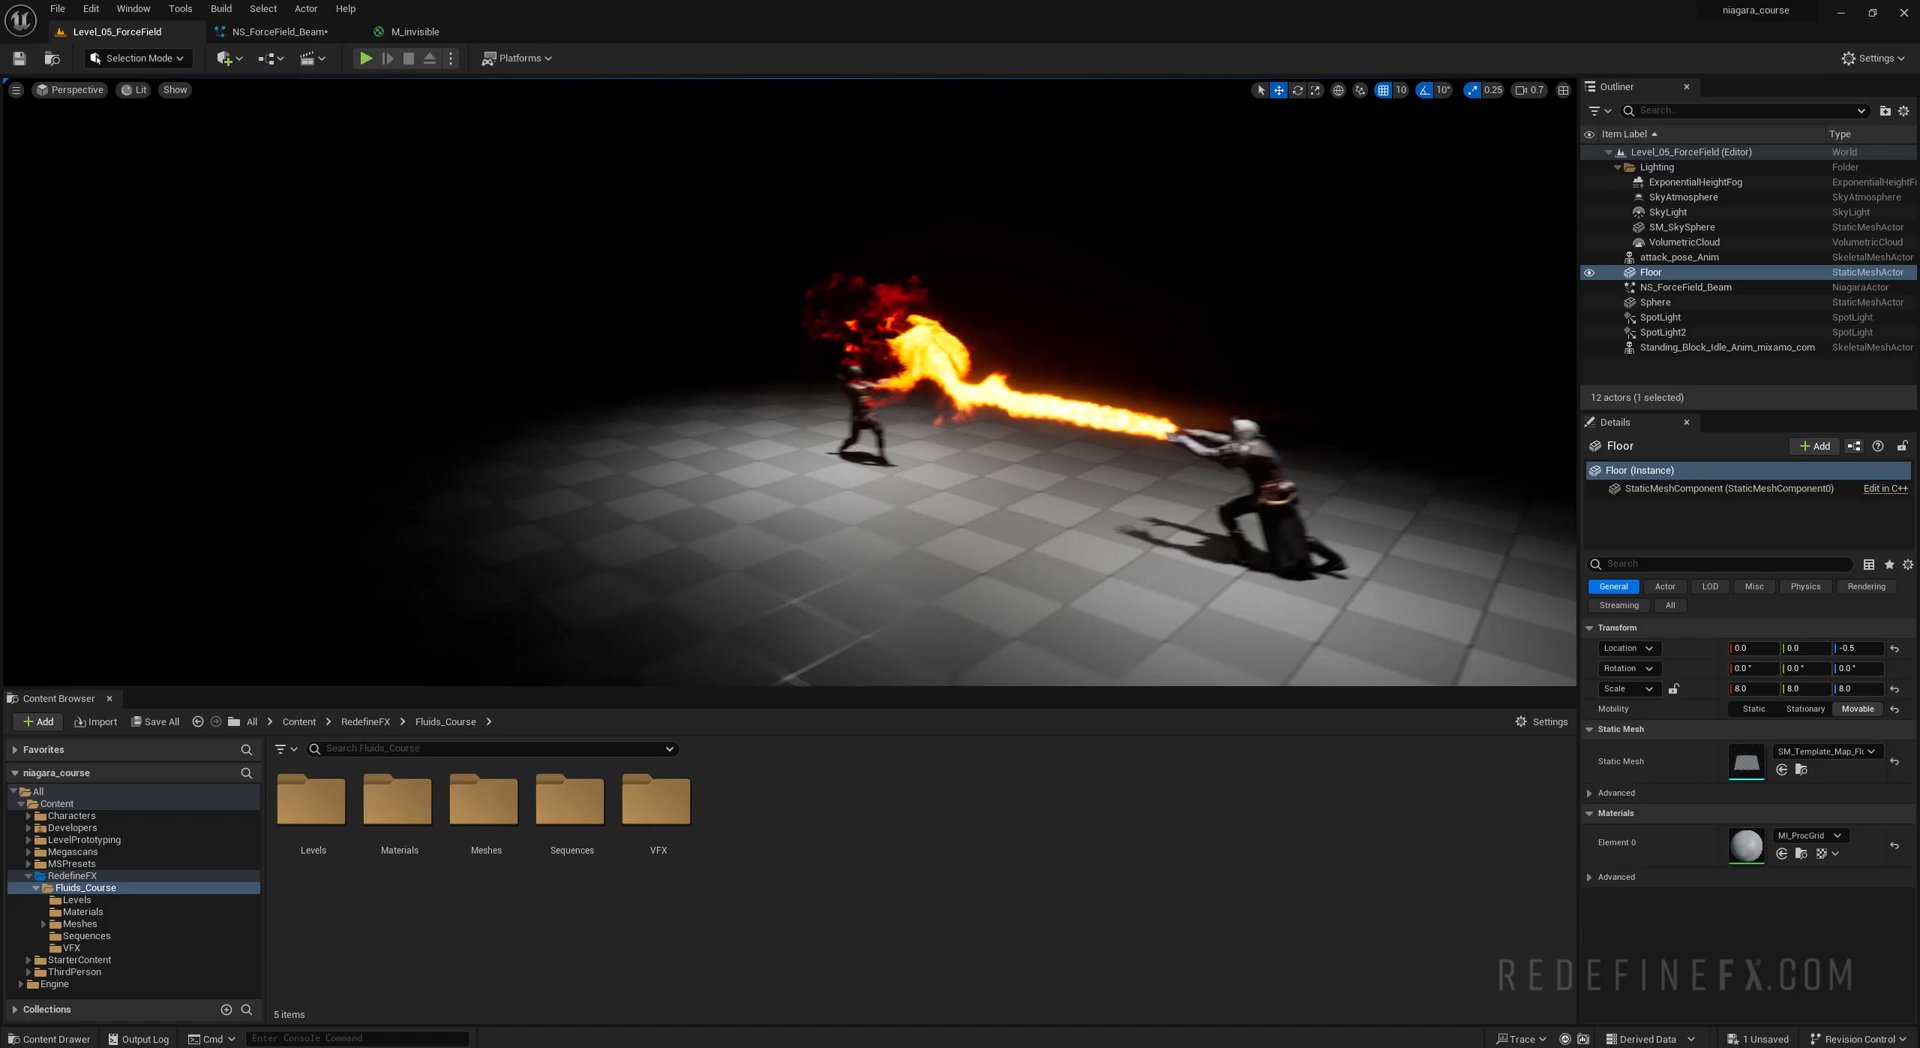 File Edit Window Tools Build Select Actor Help
niagara_course
Level_05_ForceField
NS_ForceField_Beam*
M_invisible
Selection Mode
Platforms
Settings
Perspective
Lit
Show
10
10°
0.25
0.7
Outliner
Search...
Item Label
Type
Level_05_ForceField (Editor) World
Lighting Folder
ExponentialHeightFog ExponentialHeightFo
SkyAtmosphere SkyAtmosphere
SkyLight SkyLight
SM_SkySphere StaticMeshActor
VolumetricCloud VolumetricCloud
attack_pose_Anim SkeletalMeshActor
Floor StaticMeshActor
NS_ForceField_Beam NiagaraActor
Sphere StaticMeshActor
SpotLight SpotLight
SpotLight2 SpotLight
Standing_Block_Idle_Anim_mixamo_com SkeletalMeshActor
12 actors (1 selected)
Details
Floor
+ Add
Floor (Instance)
StaticMeshComponent (StaticMeshComponent0) Edit in C++
Search
General Actor LOD Misc Physics Rendering
Streaming All
Transform
Location 0.0 0.0 -0.5
Rotation 0.0° 0.0° 0.0°
Scale 8.0 8.0 8.0
Mobility Static Stationary Movable
Static Mesh
Static Mesh SM_Template_Map_Flo
Advanced
Materials
Element 0 MI_ProcGrid
Advanced
Content Browser
+ Add Import Save All All > Content > RedefineFX > Fluids_Course > Settings
Favorites
Search Fluids_Course
niagara_course
All
Content
Characters
Developers
LevelPrototyping
Megascans
MSPresets
RedefineFX
Fluids_Course
Levels
Materials
Meshes
Sequences
VFX
StarterContent
ThirdPerson
Engine
Collections
Levels Materials Meshes Sequences VFX
5 items
REDEFINEFX.COM
Content Drawer Output Log Cmd Enter Console Command Trace Derived Data 1 Unsaved Revision Control